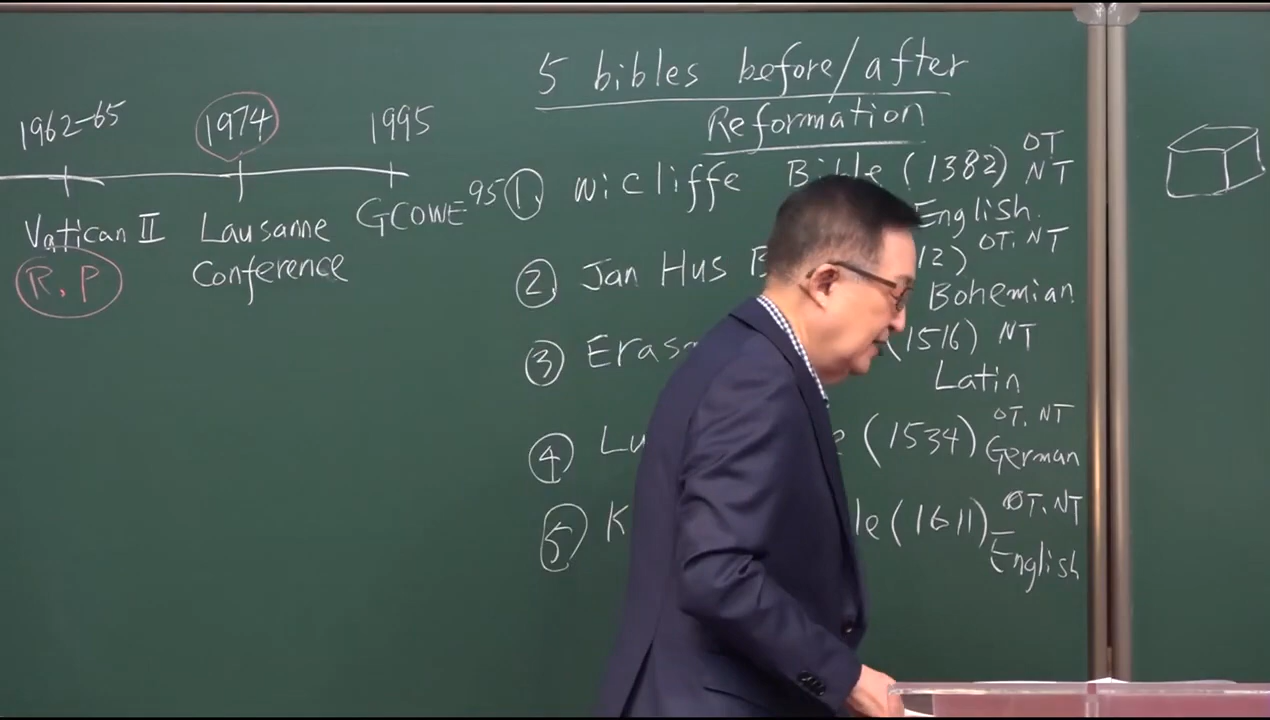 1962-65
1974
1995
Vatican II
Lausanne
Conference
GCOWE 95
R. P
5 bibles before/after
Reformation
① Wicliffe Bible (1382) OT NT
English.
② Jan Hus 12) OT. NT
Bohemian
③ (1516) NT
Latin
④ (1534) OT. NT
German
⑤ (1611) OT. NT
English